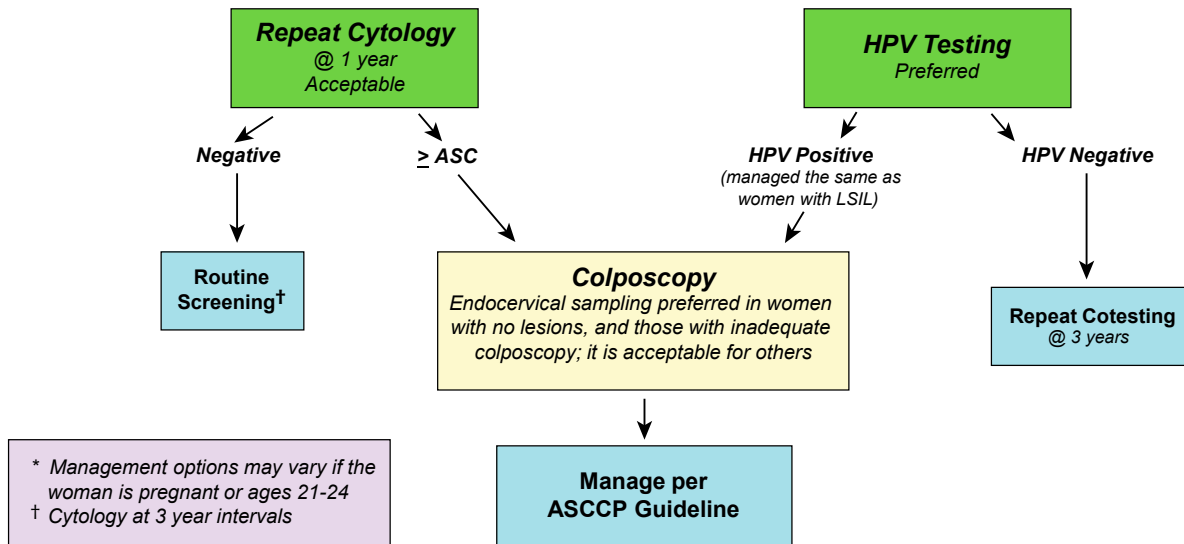 Repeat Cytology
@ 1 year
Acceptable
HPV Testing
Preferred
Negative
≥ ASC
HPV Positive
(managed the same as
women with LSIL)
HPV Negative
Routine
Screening†
Colposcopy
Endocervical sampling preferred in women
with no lesions, and those with inadequate
colposcopy; it is acceptable for others
Repeat Cotesting
@ 3 years
* Management options may vary if the
woman is pregnant or ages 21-24
† Cytology at 3 year intervals
Manage per
ASCCP Guideline